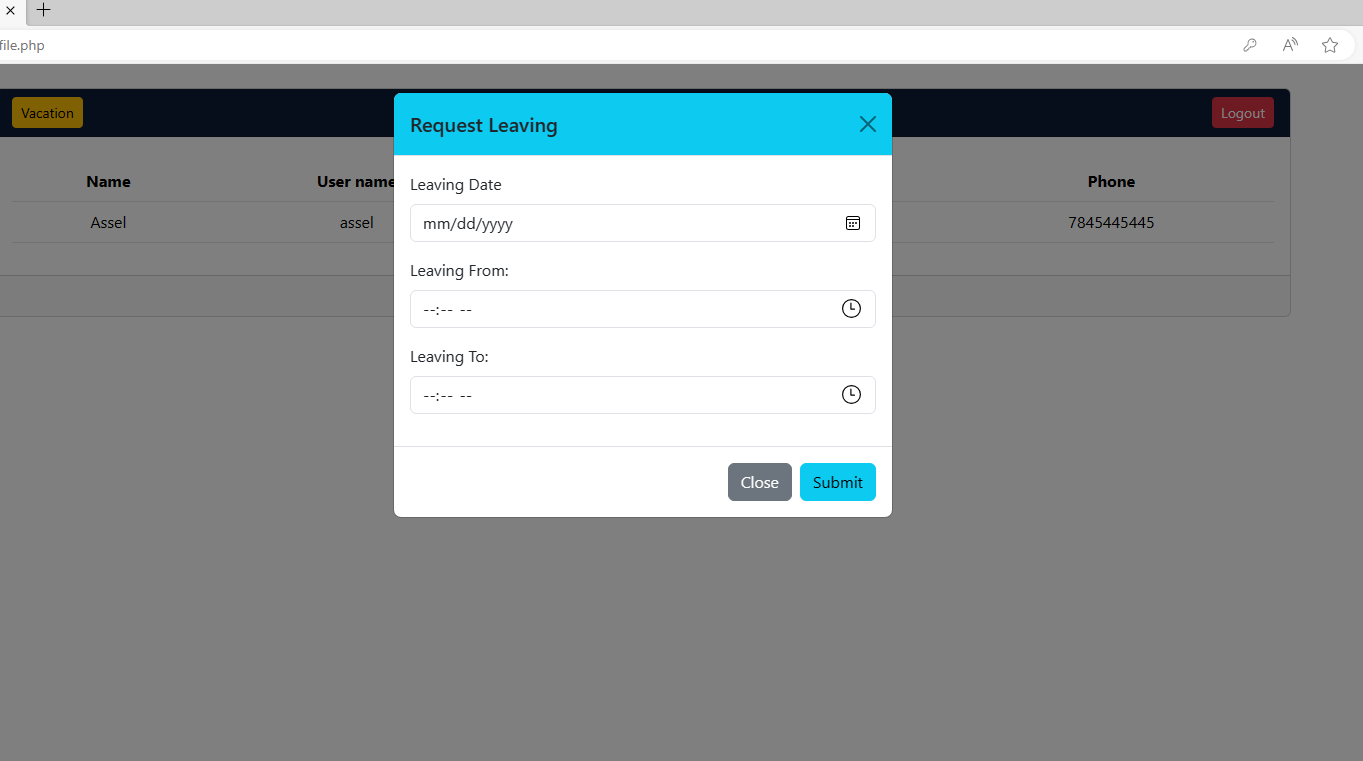 file.php
Vacation
Logout
Request Leaving
Name
User name
Phone
Assel
assel
7845445445
Leaving Date
mm/dd/yyyy
Leaving From:
--:-- --
Leaving To:
--:-- --
Close
Submit